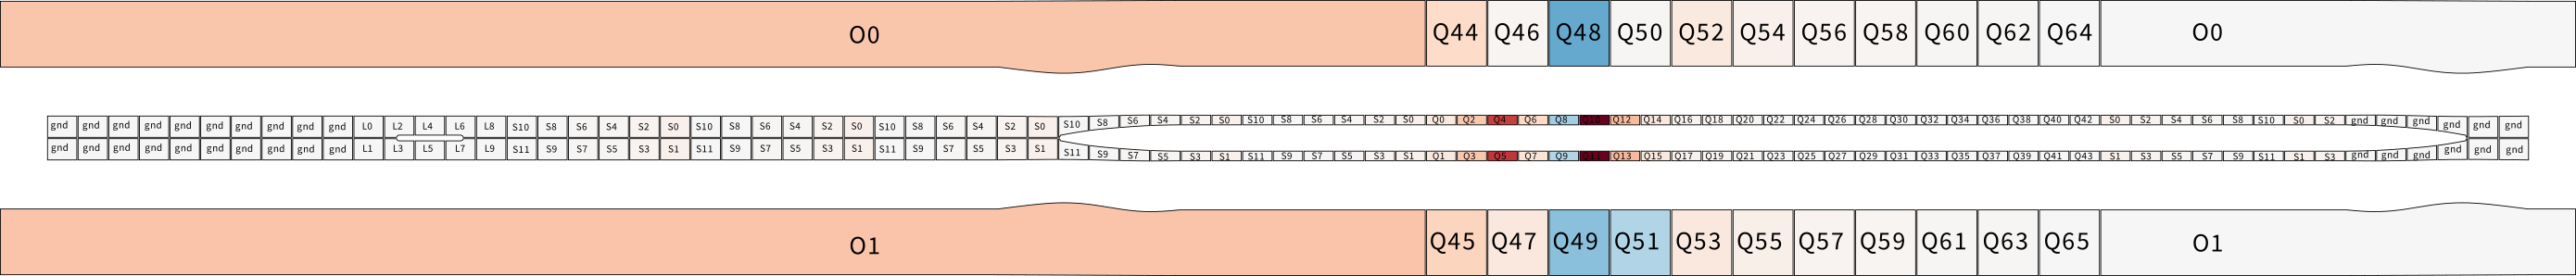 O0 Q44 Q46 Q48 Q50 Q52 Q54 Q56 Q58 Q60 Q62 Q64 O0
gnd gnd gnd gnd gnd gnd gnd gnd gnd gnd L0 L2 L4 L6 L8 S10 S8 S6 S4 S2 S0 S10 S8 S6 S4 S2 S0 S10 S8 S6 S4 S2 S0 S10 S8 S6 S4 S2 S0 S10 S8 S6 S4 S2 S0 Q0 Q2 Q4 Q6 Q8 Q10 Q12 Q14 Q16 Q18 Q20 Q22 Q24 Q26 Q28 Q30 Q32 Q34 Q36 Q38 Q40 Q42 S0 S2 S4 S6 S8 S10 S0 S2 gnd gnd gnd gnd gnd gnd
gnd gnd gnd gnd gnd gnd gnd gnd gnd gnd L1 L3 L5 L7 L9 S11 S9 S7 S5 S3 S1 S11 S9 S7 S5 S3 S1 S11 S9 S7 S5 S3 S1 S11 S9 S7 S5 S3 S1 S11 S9 S7 S5 S3 S1 Q1 Q3 Q5 Q7 Q9 Q11 Q13 Q15 Q17 Q19 Q21 Q23 Q25 Q27 Q29 Q31 Q33 Q35 Q37 Q39 Q41 Q43 S1 S3 S5 S7 S9 S11 S1 S3 gnd gnd gnd gnd gnd gnd
O1 Q45 Q47 Q49 Q51 Q53 Q55 Q57 Q59 Q61 Q63 Q65 O1